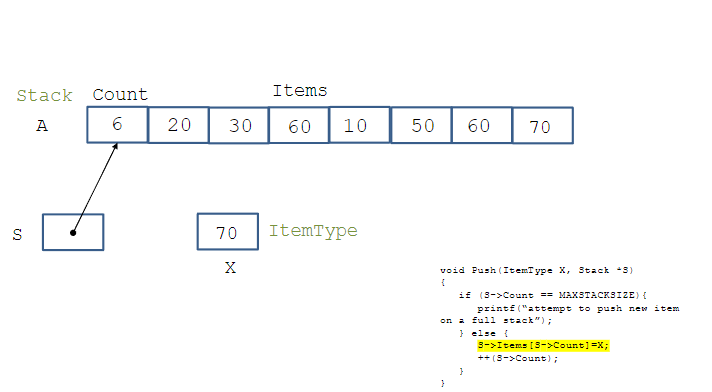 Stack Count Items
A 6 20 30 60 10 50 60 70
S 70 ItemType
X
void Push(ItemType X, Stack *S)
{
if (S->Count == MAXSTACKSIZE){
printf(“attempt to push new item
on a full stack”);
} else {
S->Items[S->Count]=X;
++(S->Count);
}
}